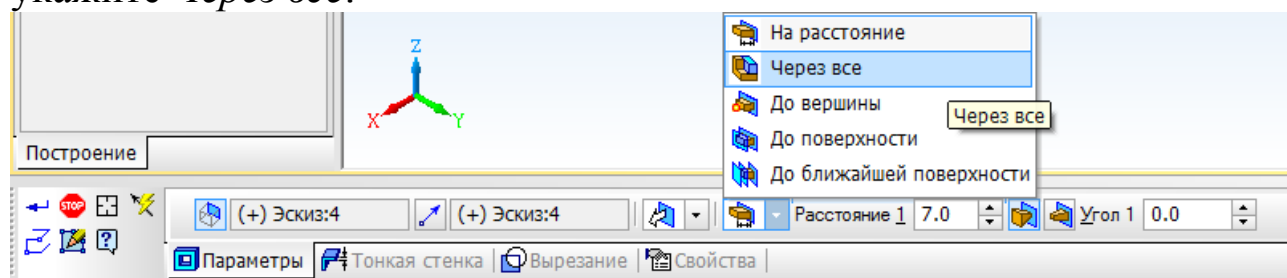 укажите Через все.
Z
X
Y
На расстояние
Через все
До вершины
Через все
До поверхности
До ближайшей поверхности
Построение
STOP
(+) Эскиз:4
(+) Эскиз:4
Расстояние 1 7.0
Угол 1 0.0
Параметры
Тонкая стенка
Вырезание
Свойства